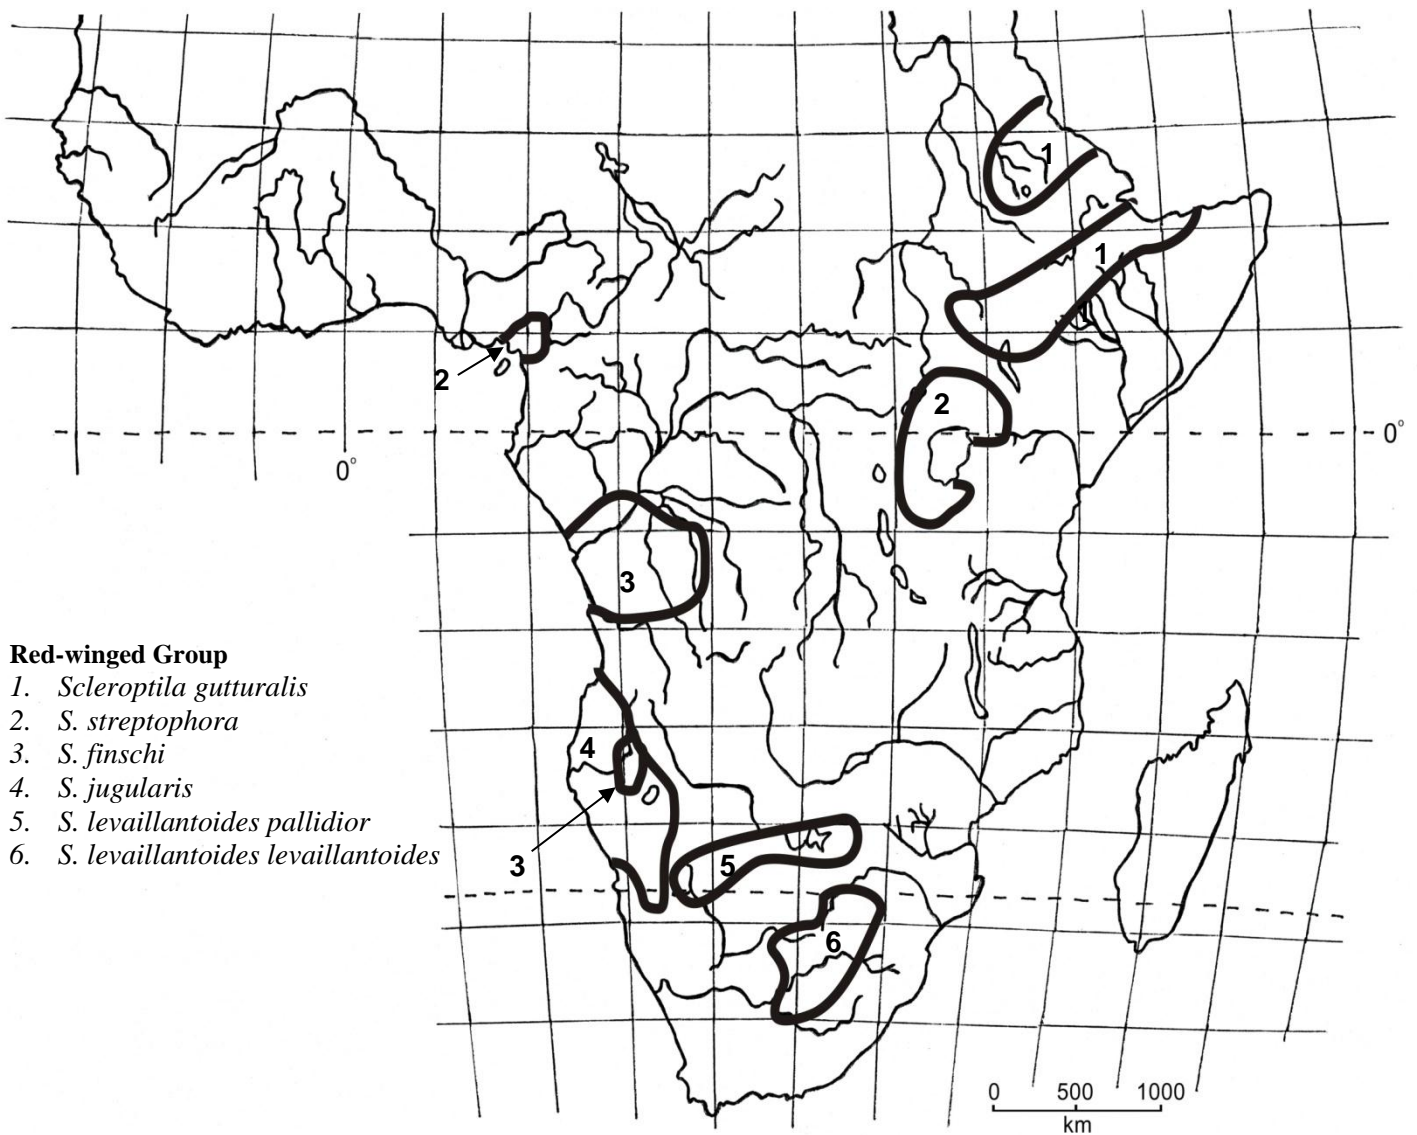 1
1
2
2
0°
0°
3
Red-winged Group
1. Scleroptila gutturalis
2. S. streptophora
3. S. finschi
4. S. jugularis
5. S. levaillantoides pallidior
6. S. levaillantoides levaillantoides
4
3
5
6
0 500 1000
km